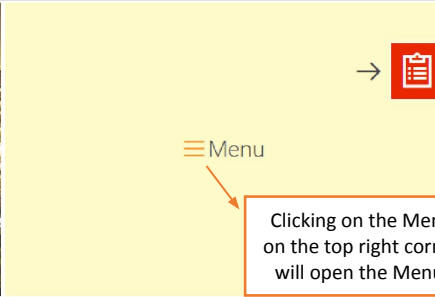 Menu
Clicking on the Men
on the top right corn
will open the Menu